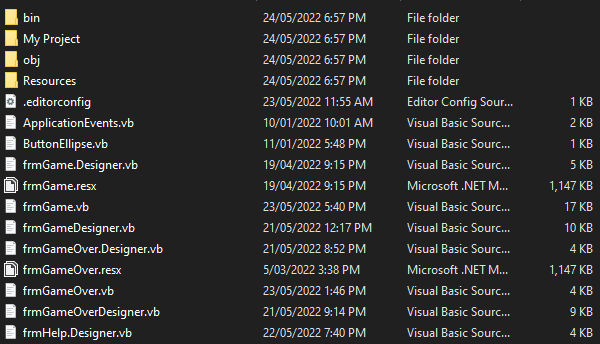 bin 24/05/2022 6:57 PM File folder
My Project 24/05/2022 6:57 PM File folder
obj 24/05/2022 6:57 PM File folder
Resources 24/05/2022 6:57 PM File folder
.editorconfig 23/05/2022 11:55 AM Editor Config Sour... 1 KB
ApplicationEvents.vb 10/01/2022 10:01 AM Visual Basic Sourc... 2 KB
ButtonEllipse.vb 11/01/2022 5:48 PM Visual Basic Sourc... 1 KB
frmGame.Designer.vb 19/04/2022 9:15 PM Visual Basic Sourc... 5 KB
frmGame.resx 19/04/2022 9:15 PM Microsoft .NET M... 1,147 KB
frmGame.vb 23/05/2022 5:40 PM Visual Basic Sourc... 17 KB
frmGameDesigner.vb 21/05/2022 12:17 PM Visual Basic Sourc... 10 KB
frmGameOver.Designer.vb 21/05/2022 8:52 PM Visual Basic Sourc... 4 KB
frmGameOver.resx 5/03/2022 3:38 PM Microsoft .NET M... 1,147 KB
frmGameOver.vb 23/05/2022 1:46 PM Visual Basic Sourc... 4 KB
frmGameOverDesigner.vb 21/05/2022 9:14 PM Visual Basic Sourc... 9 KB
frmHelp.Designer.vb 22/05/2022 7:40 PM Visual Basic Sourc... 4 KB